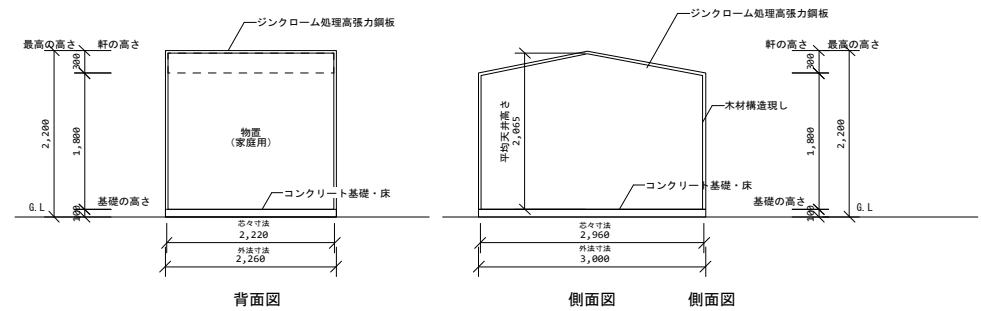 ジンクローム処理高張力鋼板
最高の高さ
軒の高さ
300
2,200
1,800
物置
(家庭用)
コンクリート基礎・床
基礎の高さ
100
G.L
芯々寸法
2,220
外法寸法
2,260
背面図
ジンクローム処理高張力鋼板
軒の高さ
最高の高さ
300
木材構造現し
平均天井高さ
2,065
1,800
2,200
コンクリート基礎・床
基礎の高さ
100
G.L
芯々寸法
2,960
外法寸法
3,000
側面図
側面図